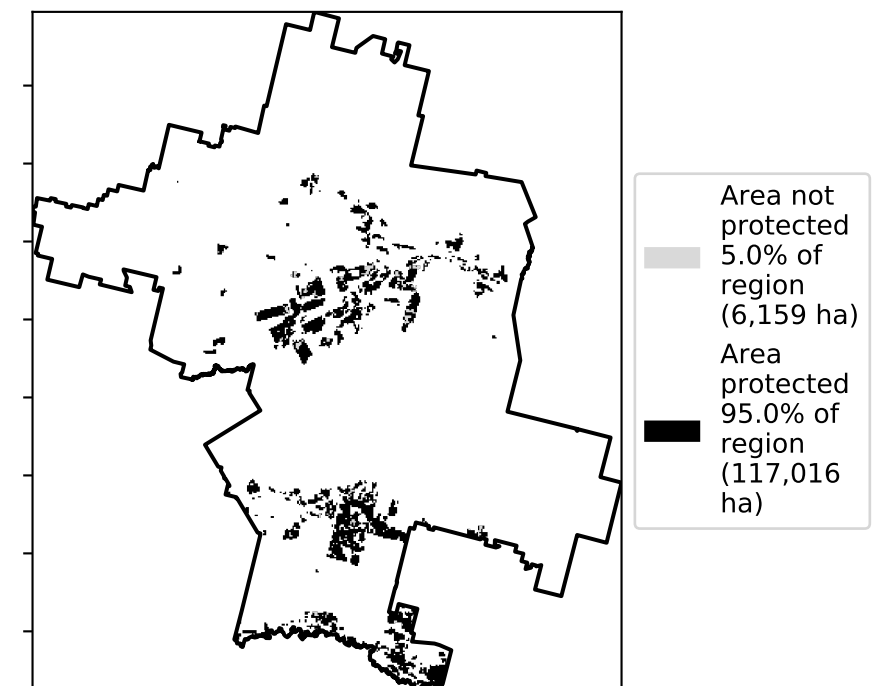 Area not
protected
5.0% of
region
(6,159 ha)
Area
protected
95.0% of
region
(117,016
ha)